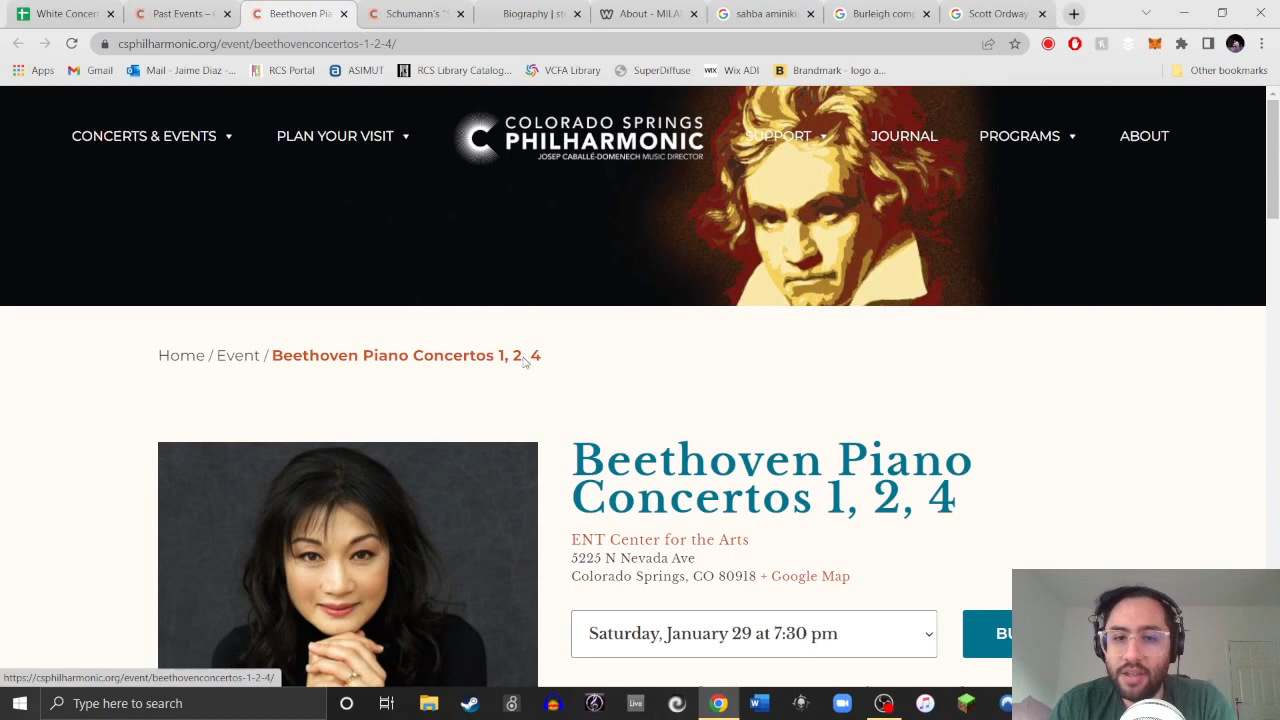 Past White-
Beethoven Pia
Schumann's "S
Biography | ste
About – MILA
sahba aminiki
Burleigh comp
Scott Ordway
csphilharmonic.org/event/beethovenconcertos-1-2-4/
Apps
Gmail
Mail - Jaime Diaz -...
RCS Portal
ASIMUT
RCS Library Catalog...
VCFA Library
SuperDiffuse
WIX
Wix ADI
Brandmark - logo a...
Other bookmarks
CONCERTS & EVENTS
PLAN YOUR VISIT
COLORADO SPRINGS
PHILHARMONIC
JOSEP CABALLÉ-DOMENECH MUSIC DIRECTOR
SUPPORT
JOURNAL
PROGRAMS
ABOUT
Home / Event / Beethoven Piano Concertos 1, 2, 4
Beethoven Piano
Concertos 1, 2, 4
ENT Center for the Arts
5225 N Nevada Ave
Colorado Springs, CO 80918 + Google Map
Saturday, January 29 at 7:30 pm
BU
https://csphilharmonic.org/event/beethovenconcertos-1-2-4/
Type here to search
Live